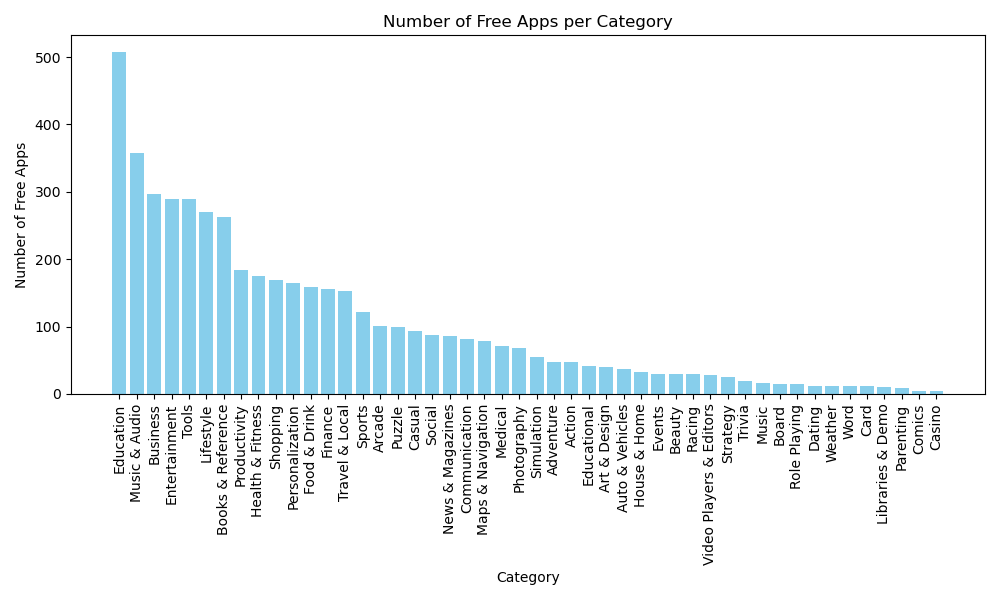 Number of Free Apps per Category
Number of Free Apps
500
400
300
200
100
0
Education
Music & Audio
Business
Entertainment
Tools
Lifestyle
Books & Reference
Productivity
Health & Fitness
Shopping
Personalization
Food & Drink
Finance
Travel & Local
Sports
Arcade
Puzzle
Casual
Social
News & Magazines
Communication
Maps & Navigation
Medical
Photography
Simulation
Adventure
Action
Educational
Art & Design
Auto & Vehicles
House & Home
Events
Beauty
Racing
Video Players & Editors
Strategy
Trivia
Music
Board
Role Playing
Dating
Weather
Word
Card
Libraries & Demo
Parenting
Comics
Casino
Category